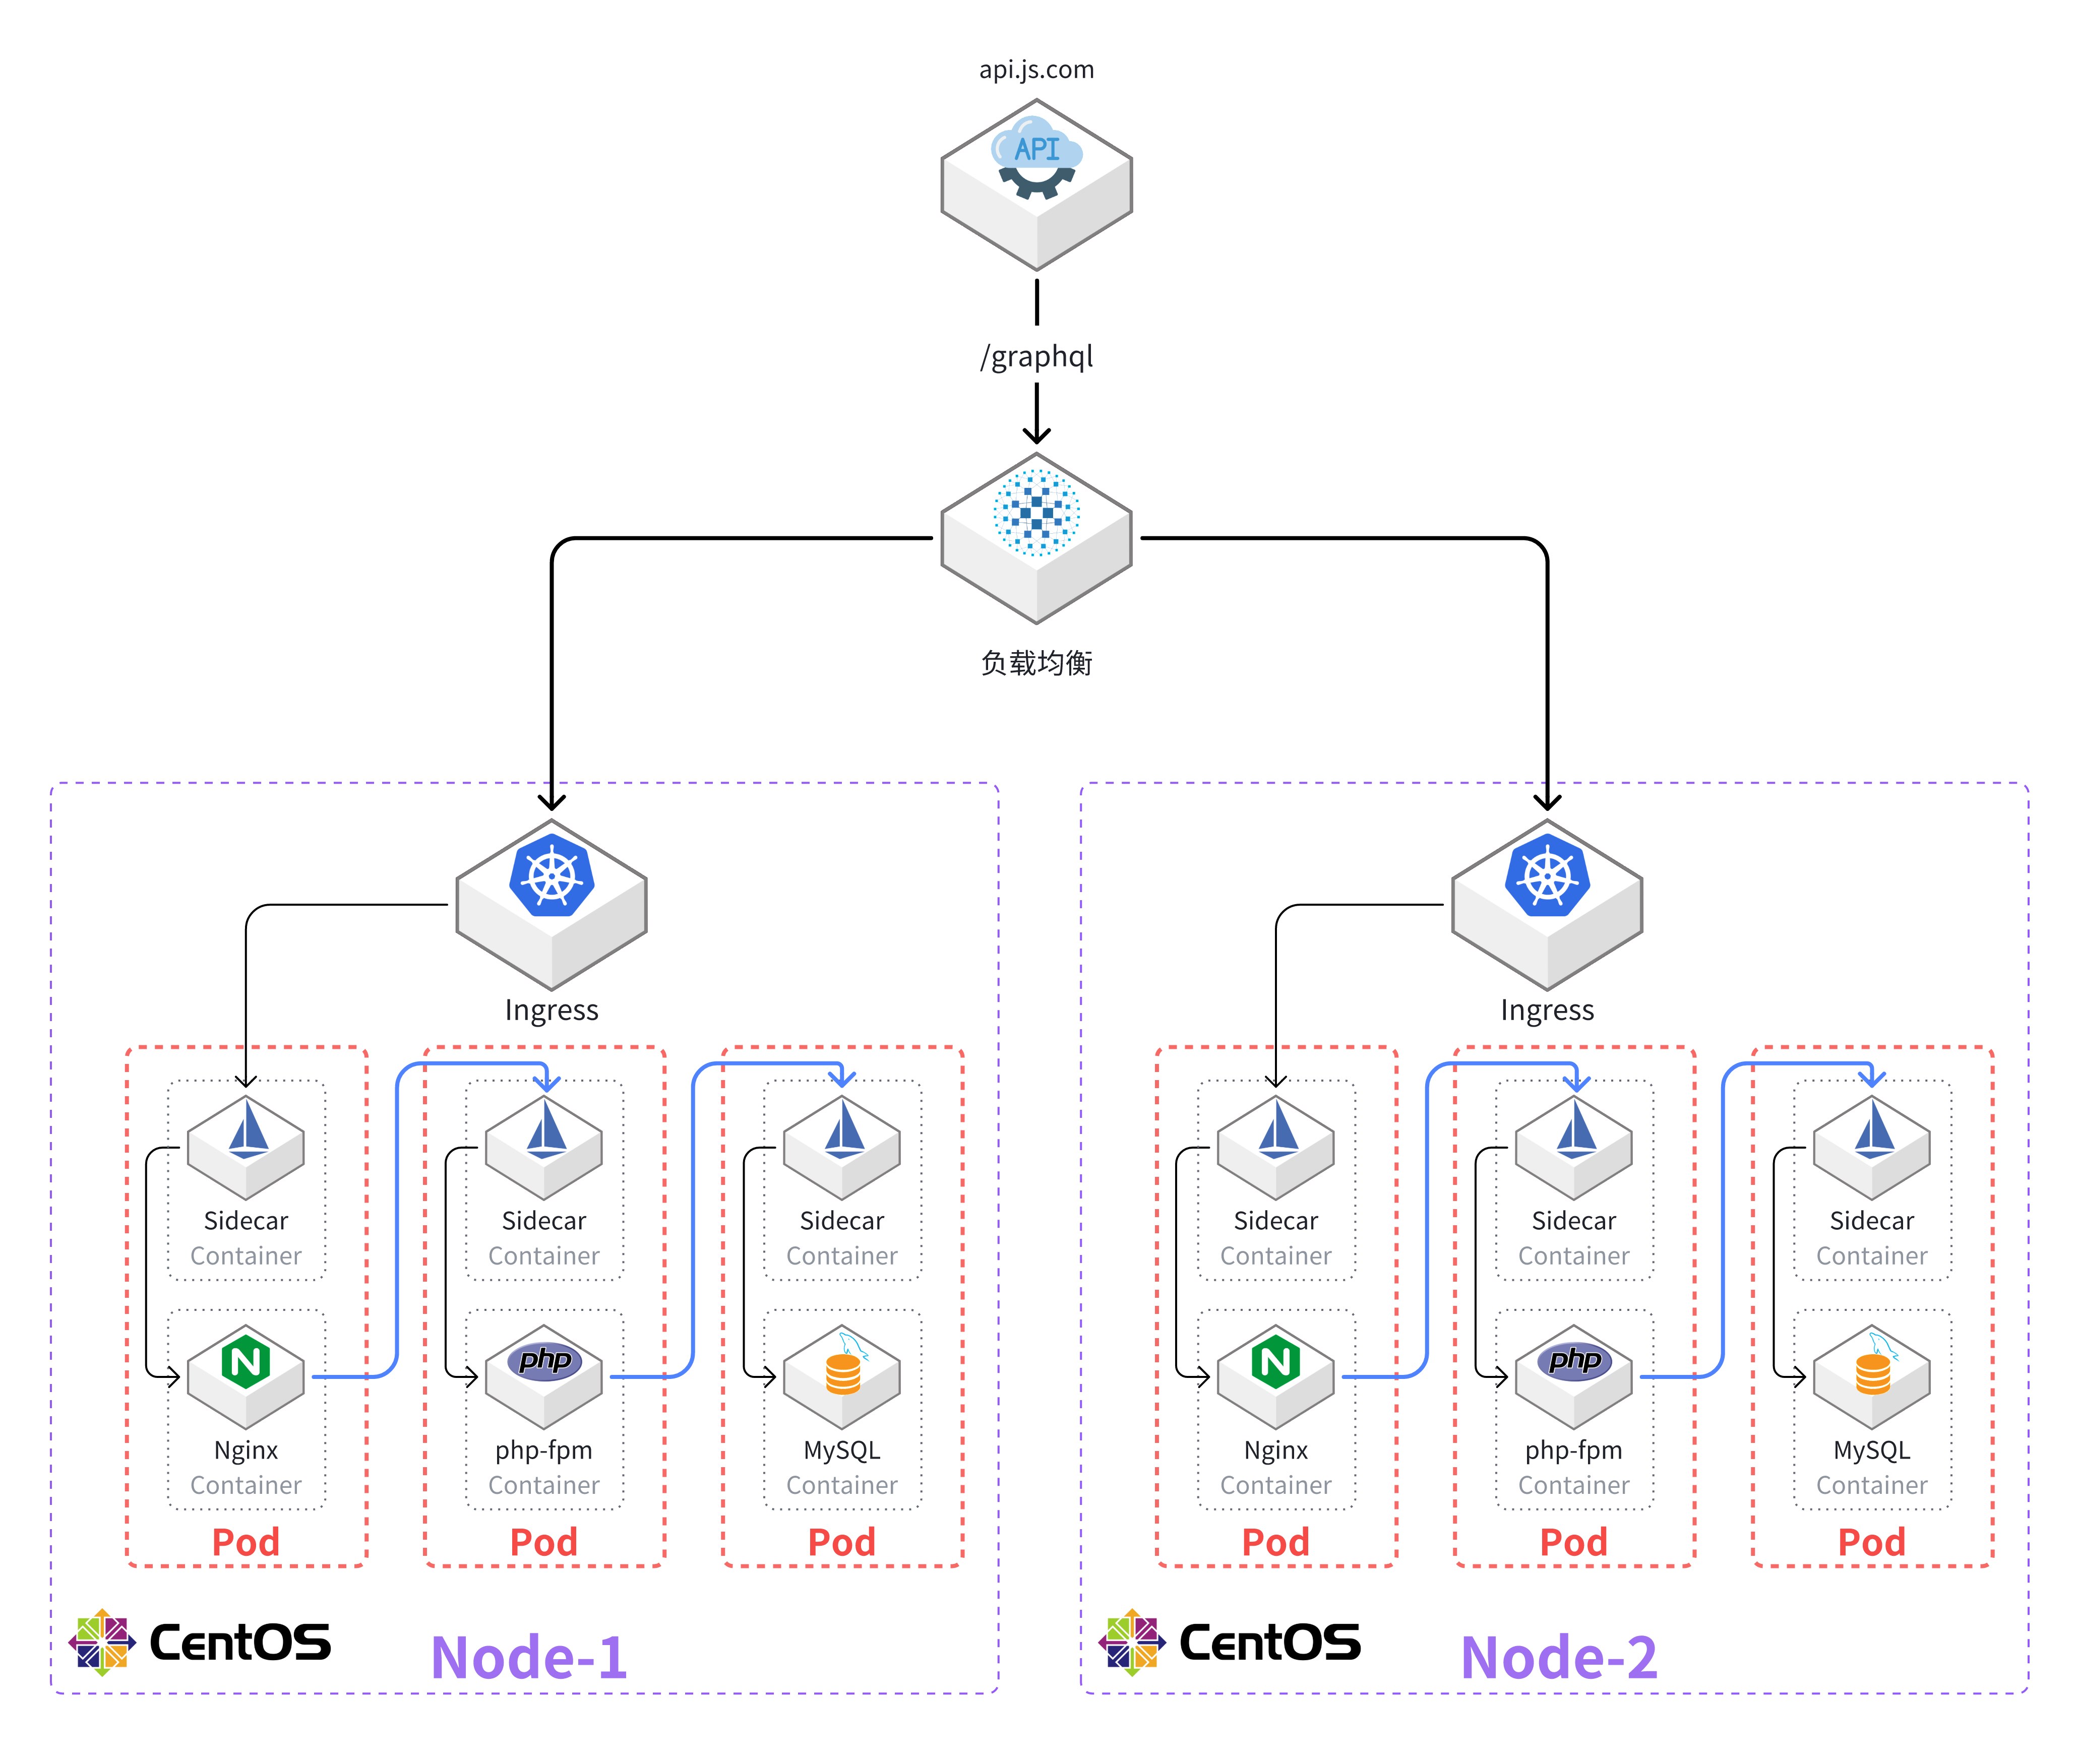 api.js.com
API
/graphql
负载均衡
Ingress
Sidecar
Container
Sidecar
Container
Sidecar
Container
N
Nginx
Container
php
php-fpm
Container
MySQL
Container
Pod
Pod
Pod
CentOS
Node-1
Ingress
Sidecar
Container
Sidecar
Container
Sidecar
Container
N
Nginx
Container
php
php-fpm
Container
MySQL
Container
Pod
Pod
Pod
CentOS
Node-2